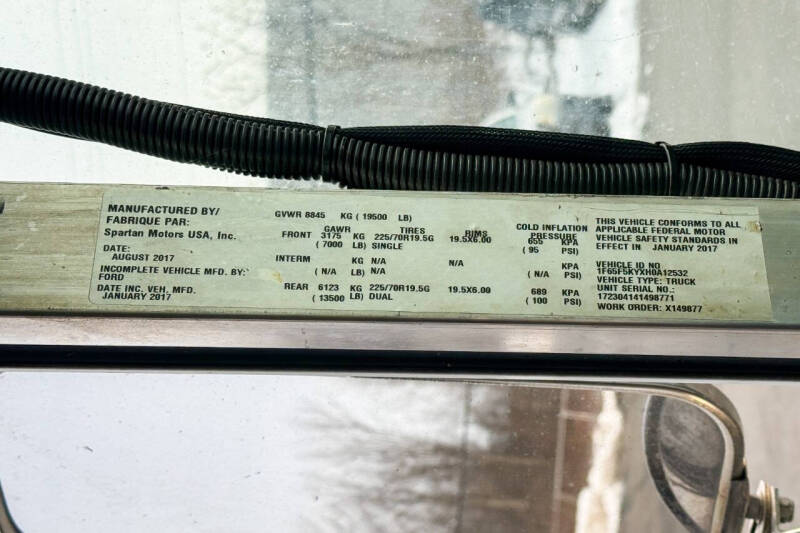 MANUFACTURED BY/
FABRIQUE PAR:
Spartan Motors USA, Inc.
DATE:
AUGUST 2017
INCOMPLETE VEHICLE MFD. BY:
FORD
DATE INC. VEH. MFD.
JANUARY 2017
GVWR 8845 KG ( 19500 LB)
GAWR TIRES RIMS COLD INFLATION PRESSURE
FRONT 3175 KG 225/70R19.5G 19.5X6.00 655 KPA
( 7000 LB) SINGLE ( 95 PSI)
INTERM KG N/A N/A KPA
( N/A LB) N/A ( N/A PSI)
REAR 6123 KG 225/70R19.5G 19.5X6.00 689 KPA
( 13500 LB) DUAL ( 100 PSI)
THIS VEHICLE CONFORMS TO ALL
APPLICABLE FEDERAL MOTOR
VEHICLE SAFETY STANDARDS IN
EFFECT IN JANUARY 2017
VEHICLE ID NO
1F65F5KYXH0A12532
VEHICLE TYPE: TRUCK
UNIT SERIAL NO.:
172304141498771
WORK ORDER: X149877